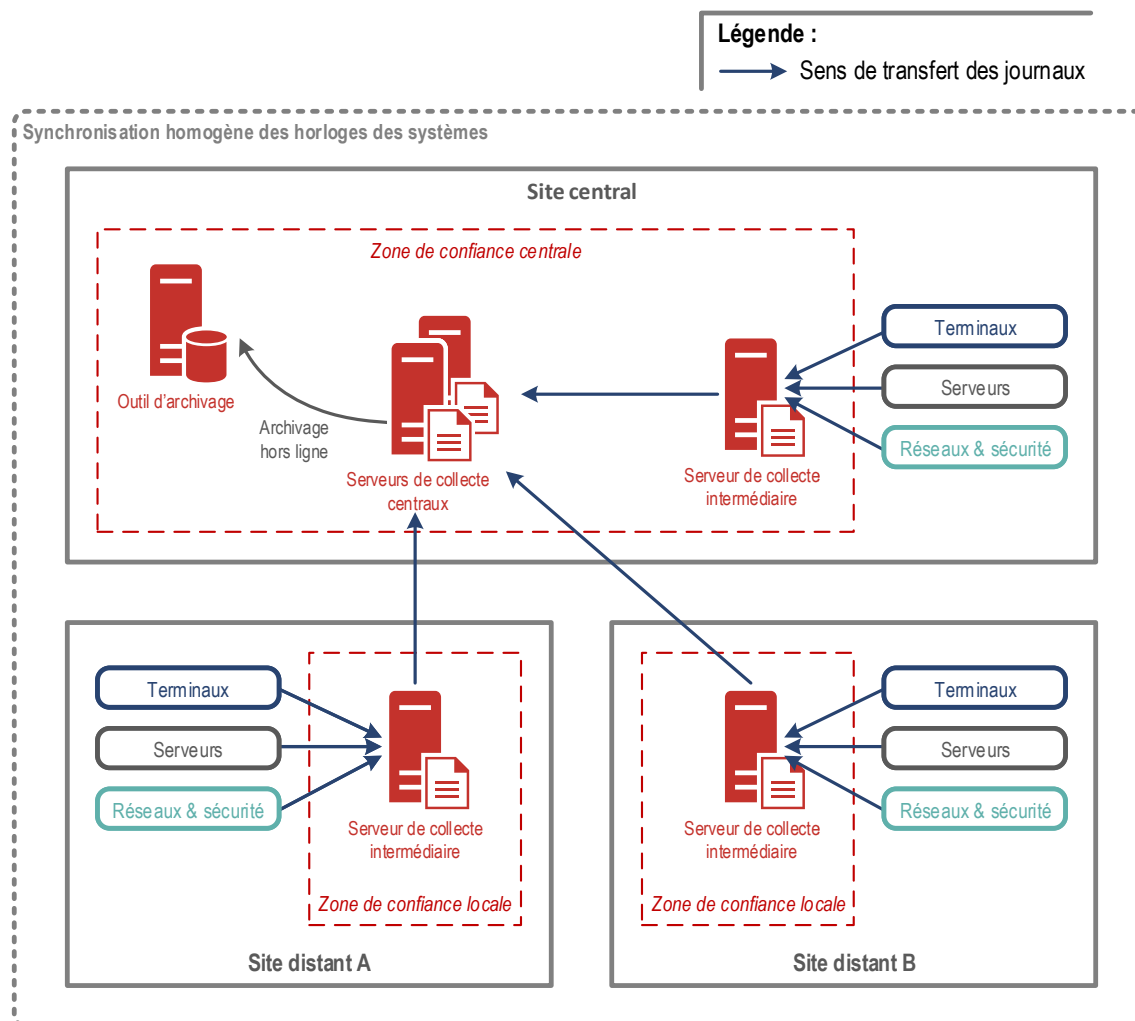 Légende :
Sens de transfert des journaux
Synchronisation homogène des horloges des systèmes
Site central
Zone de confiance centrale
Outil d'archivage
Archivage
hors ligne
Serveurs de collecte
centraux
Serveur de collecte
intermédiaire
Terminaux
Serveurs
Réseaux & sécurité
Terminaux
Serveurs
Réseaux & sécurité
Serveur de collecte
intermédiaire
Zone de confiance locale
Site distant A
Serveur de collecte
intermédiaire
Zone de confiance locale
Terminaux
Serveurs
Réseaux & sécurité
Site distant B